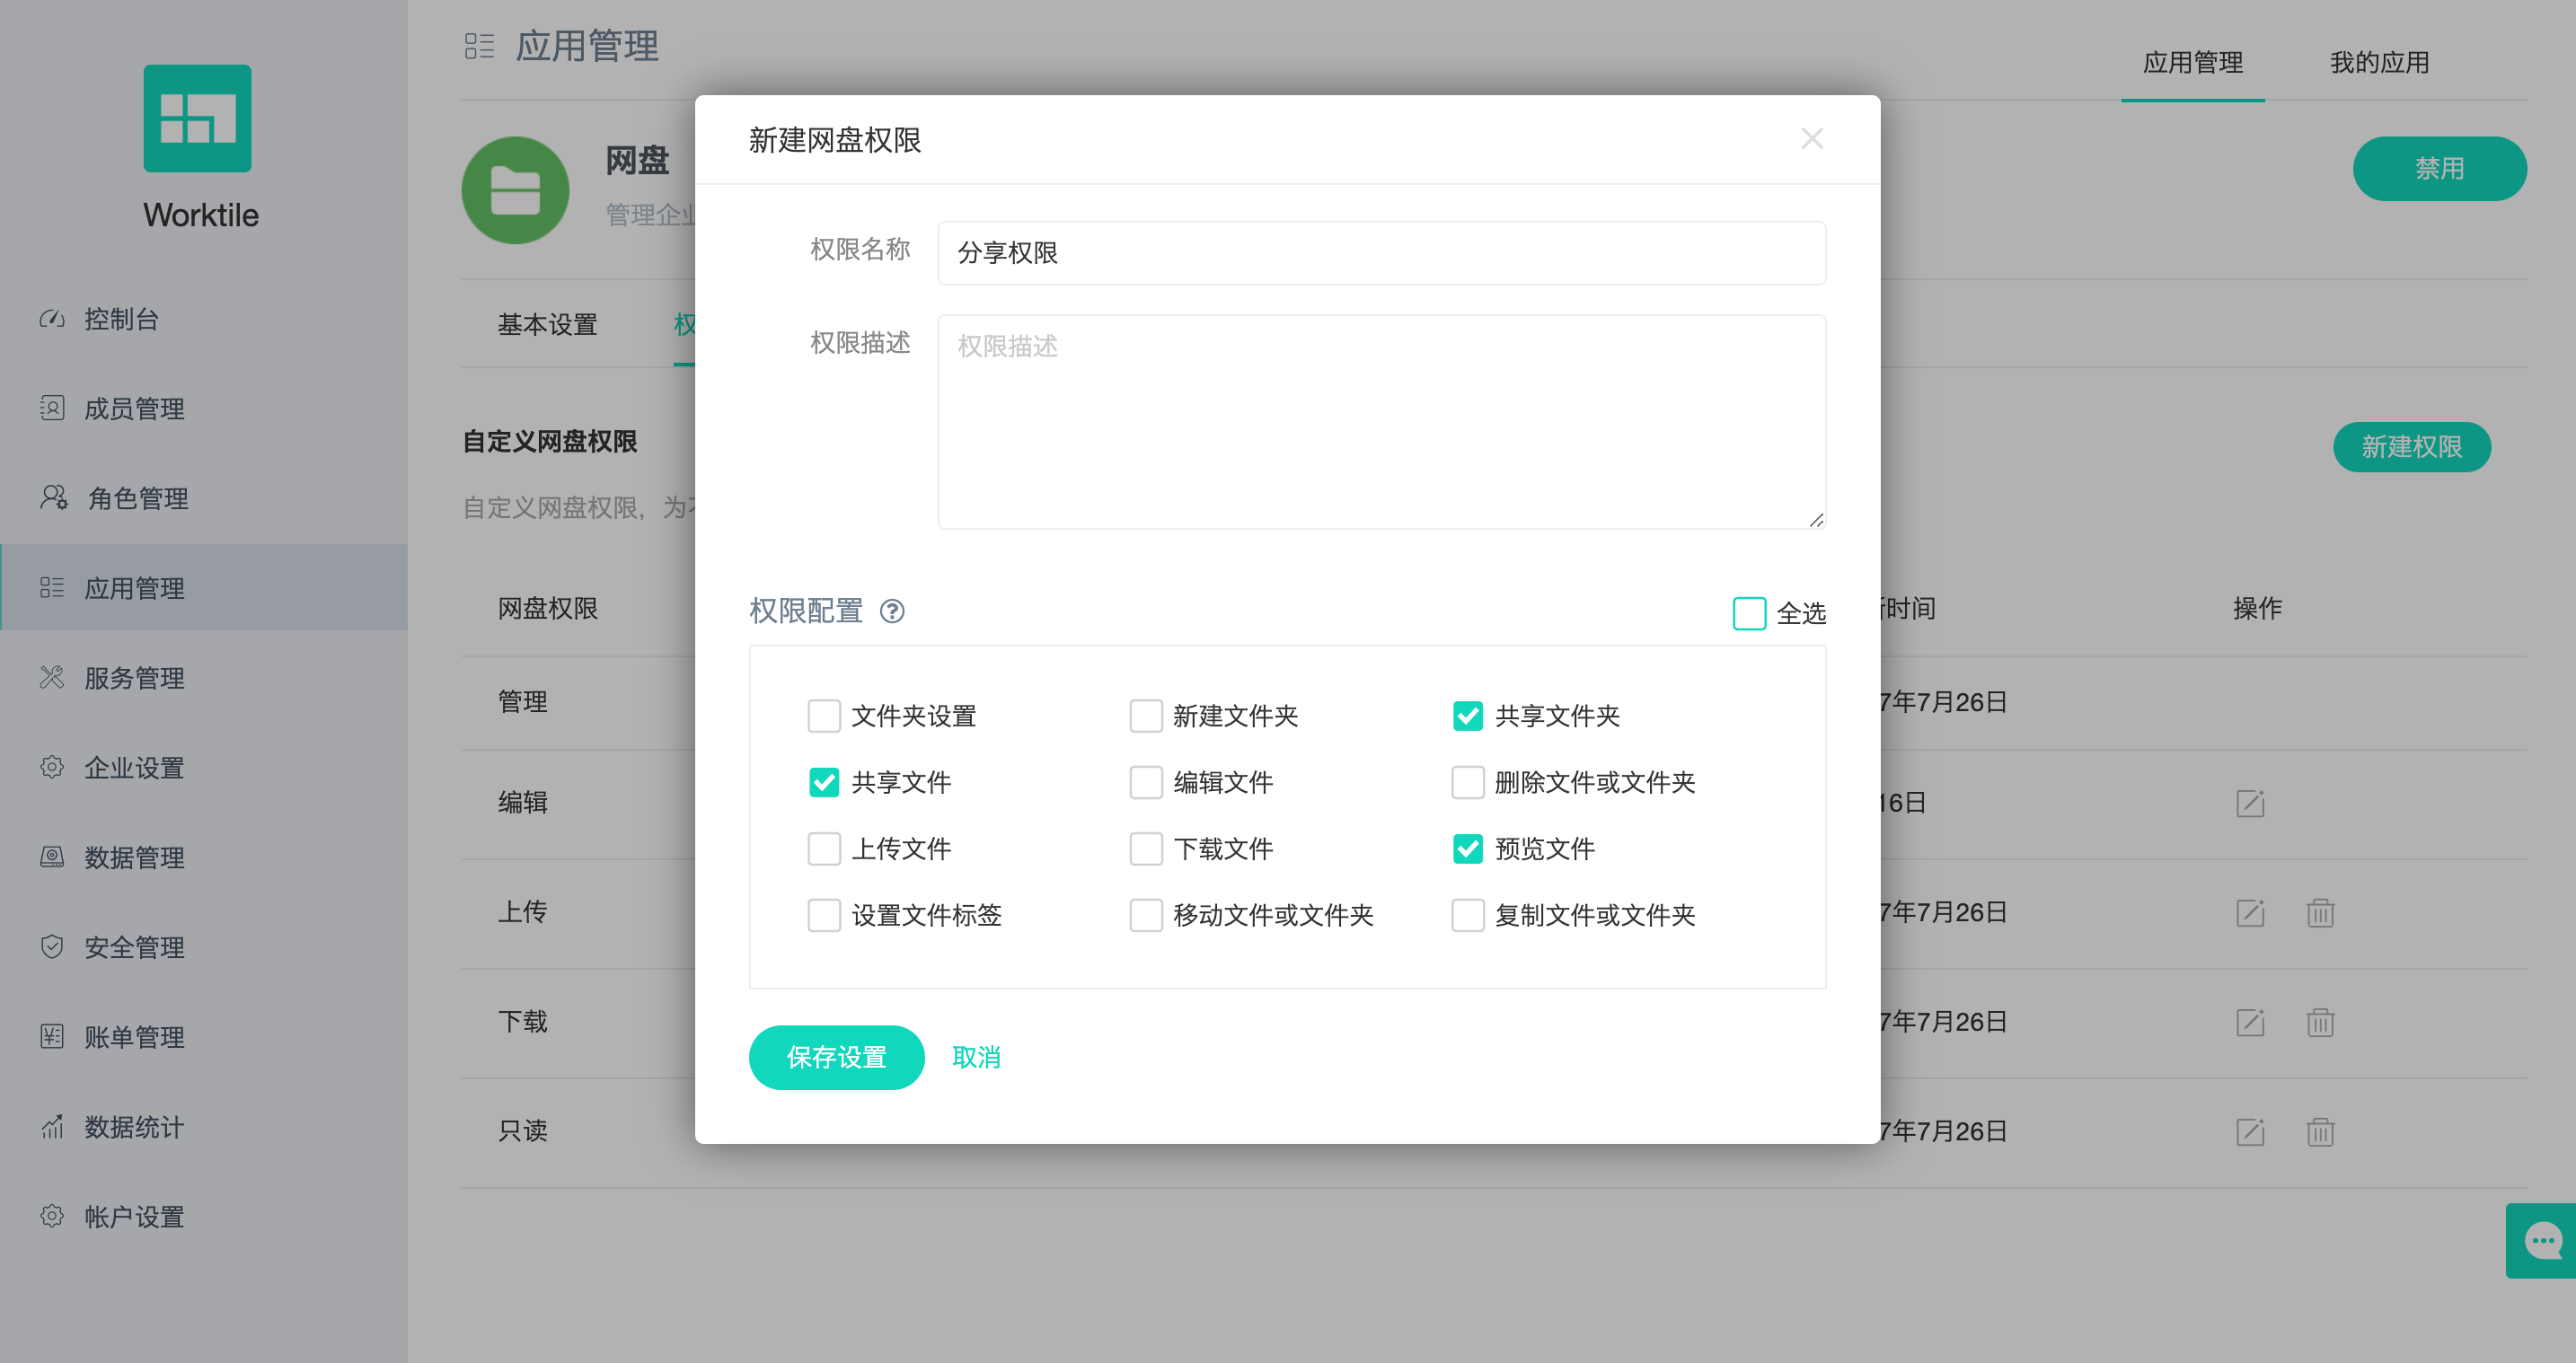 Worktile
控制台
成员管理
角色管理
应用管理
服务管理
企业设置
数据管理
安全管理
账单管理
数据统计
帐户设置
应用管理
应用管理
我的应用
网盘
管理企业
禁用
基本设置
权
自定义网盘权限
自定义网盘权限，为
新建权限
网盘权限
时间
操作
管理
7年7月26日
编辑
16日
上传
7年7月26日
下载
7年7月26日
只读
7年7月26日
新建网盘权限
权限名称
分享权限
权限描述
权限描述
权限配置
全选
文件夹设置 新建文件夹 共享文件夹
共享文件 编辑文件 删除文件或文件夹
上传文件 下载文件 预览文件
设置文件标签 移动文件或文件夹 复制文件或文件夹
保存设置 取消